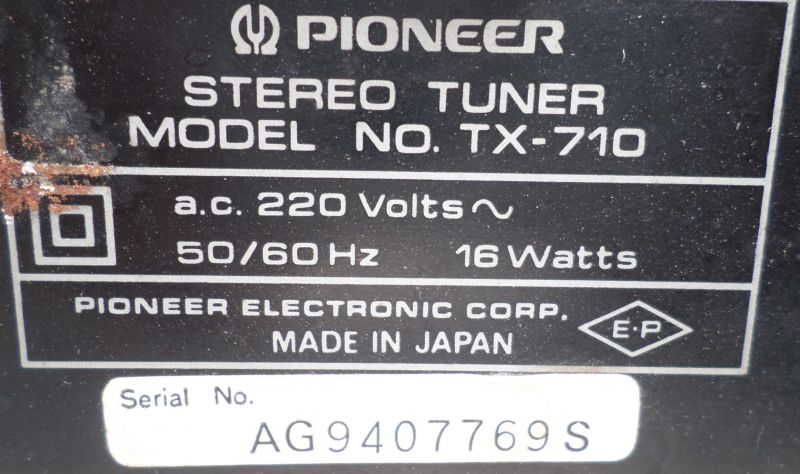 PIONEER
STEREO TUNER
MODEL NO. TX-710
a.c. 220 Volts ~
50/60 Hz 16 Watts
PIONEER ELECTRONIC CORP.
MADE IN JAPAN
E·P
Serial No.
AG9407769S